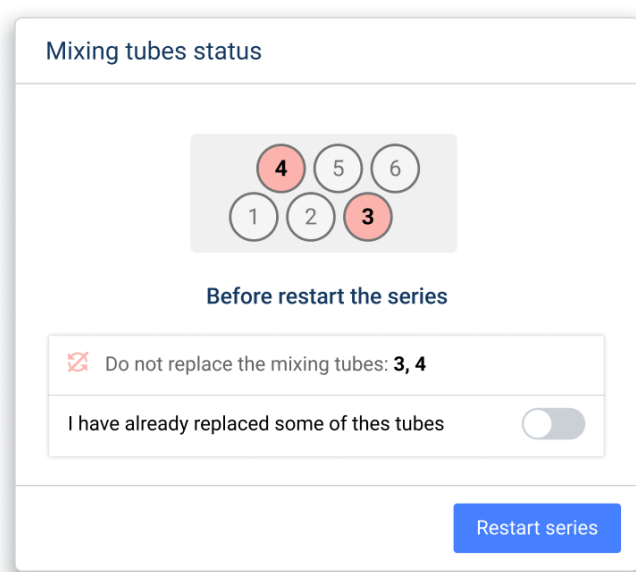 Mixing tubes status
4 5 6
1 2 3
Before restart the series
Do not replace the mixing tubes: 3, 4
I have already replaced some of thes tubes
Restart series